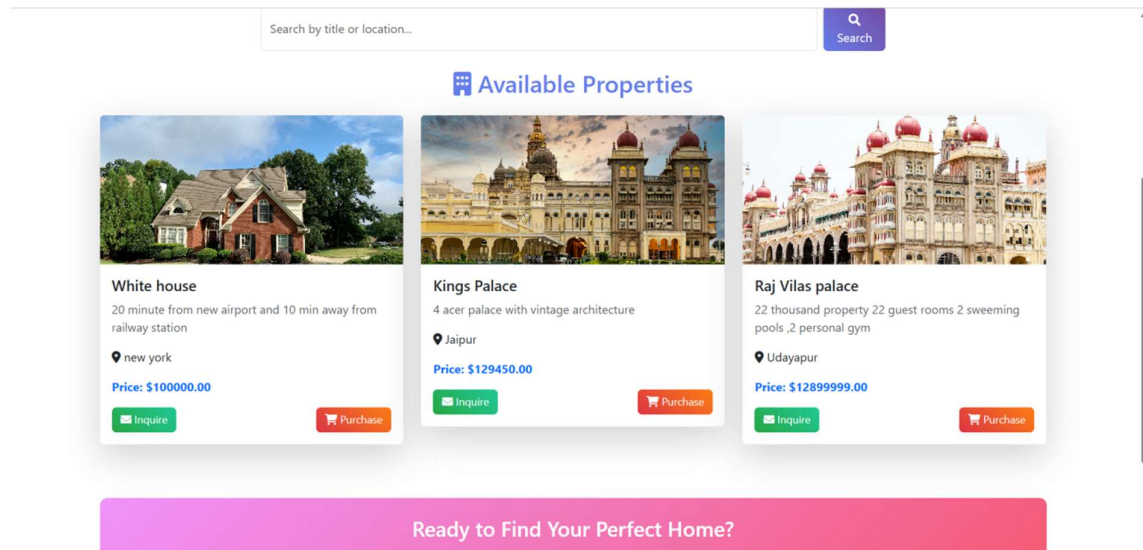 Search by title or location...
Search
Available Properties
White house
20 minute from new airport and 10 min away from
railway station
new york
Price: $100000.00
Inquire
Purchase
Kings Palace
4 acer palace with vintage architecture
Jaipur
Price: $129450.00
Inquire
Purchase
Raj Vilas palace
22 thousand property 22 guest rooms 2 sweeming
pools ,2 personal gym
Udayapur
Price: $12899999.00
Inquire
Purchase
Ready to Find Your Perfect Home?